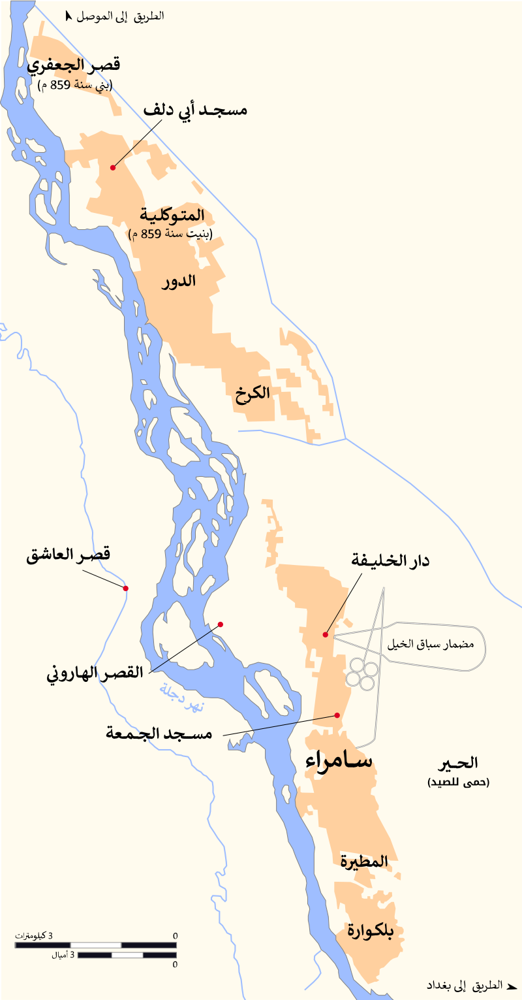 الطريق إلى الموصل
قصر الجعفري
(بني سنة 859 م)
مسجد أبي دلف
المتوكلية
(بنيت سنة 859 م)
الدور
الكرخ
قصر العاشق
دار الخليفة
مضمار سباق الخيل
القصر الهاروني
نهر دجلة
مسجد الجمعة
سامراء
الحير
(حمى للصيد)
المطيرة
بلكوارة
0 3 كيلومترات
3 أميال
0
الطريق إلى بغداد